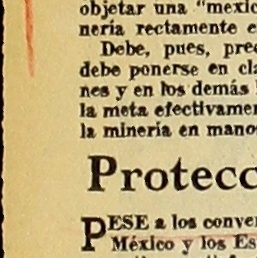 objetar una "mexic
nería rectamente e
Debe, pues, prec
debe ponerse en cla
nes y en los demás
la meta efectivamen
la minería en mano
Protecc
PESE a los conver
México y los Es